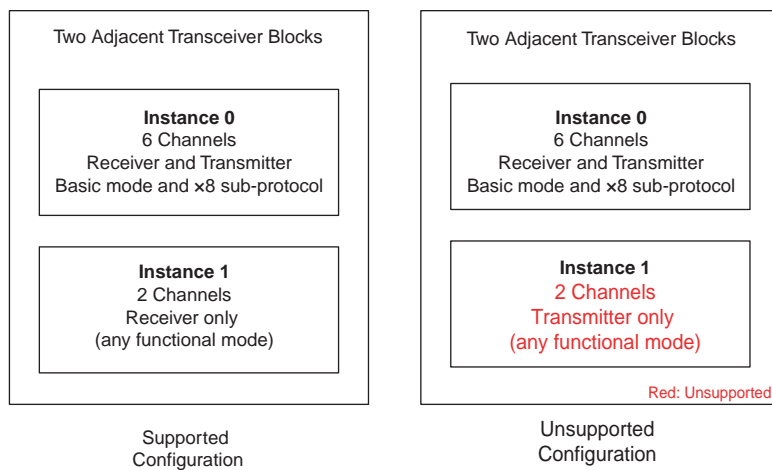 Two Adjacent Transceiver Blocks
Instance 0
6 Channels
Receiver and Transmitter
Basic mode and ×8 sub-protocol
Instance 1
2 Channels
Receiver only
(any functional mode)
Supported
Configuration
Two Adjacent Transceiver Blocks
Instance 0
6 Channels
Receiver and Transmitter
Basic mode and ×8 sub-protocol
Instance 1
2 Channels
Transmitter only
(any functional mode)
Red: Unsupported
Unsupported
Configuration